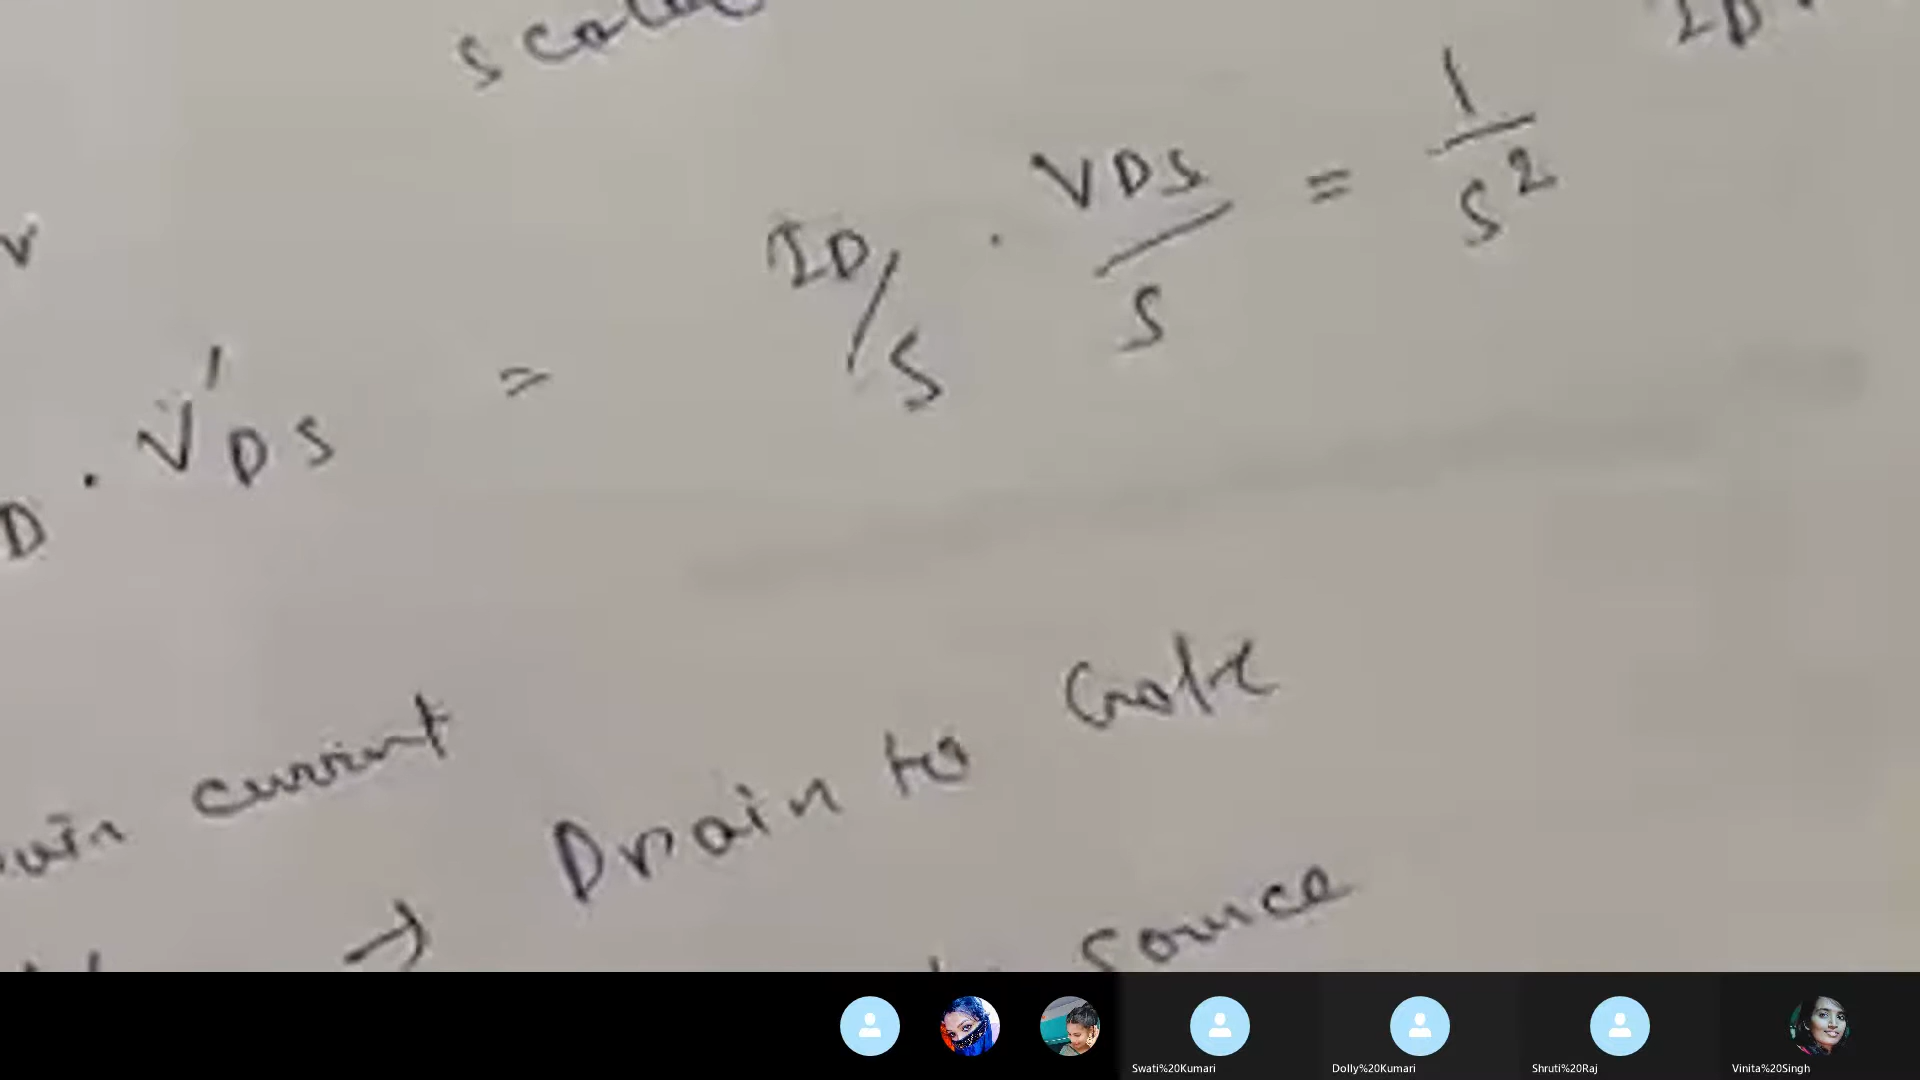 I'D · V'DS = ID/S · VDS/S = 1/S² ID ·
current
→ Drain to Gate
source
Swati%20Kumari
Dolly%20Kumari
Shruti%20Raj
Vinita%20Singh